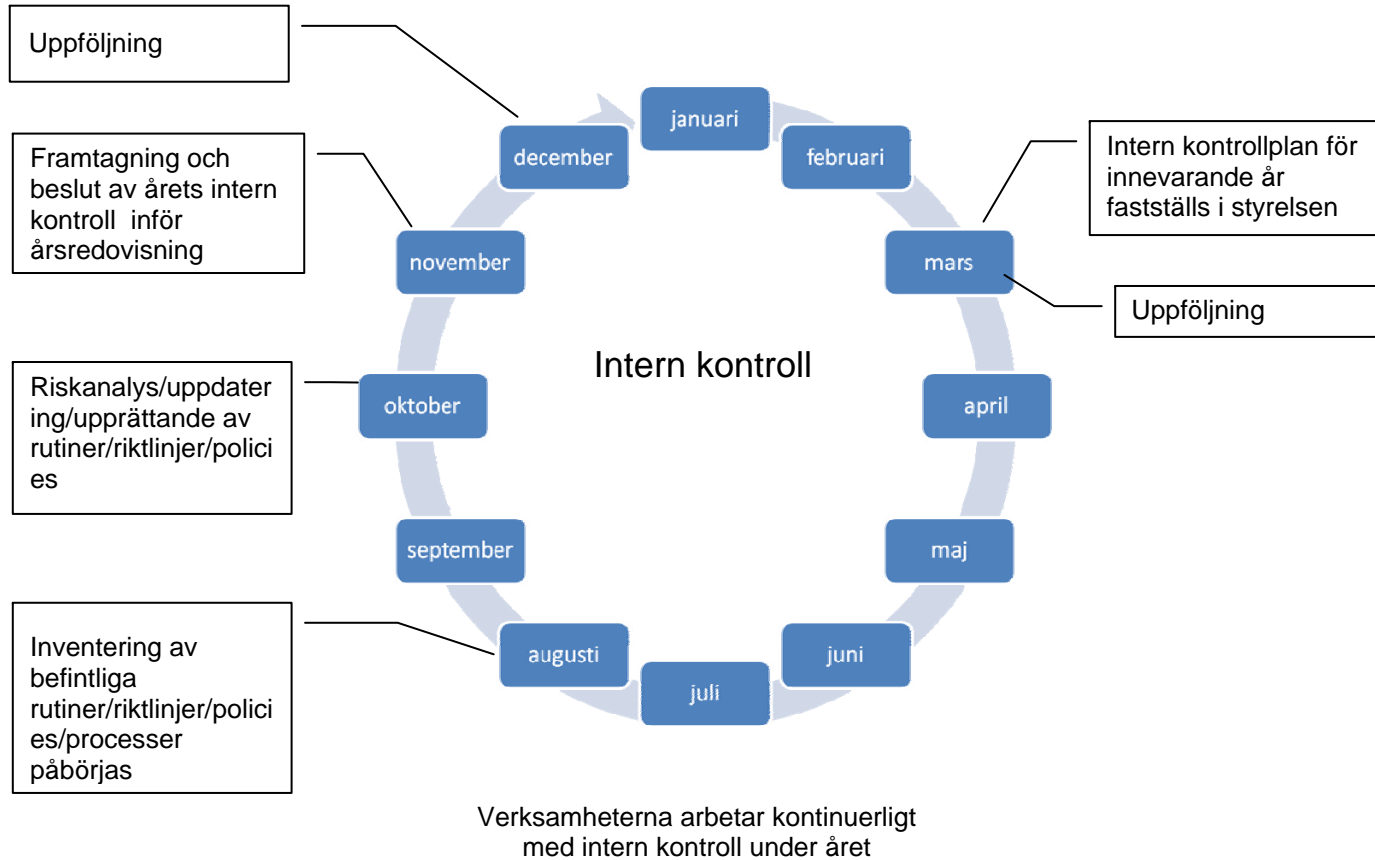 Uppföljning
Framtagning och
beslut av årets intern
kontroll inför
årsredovisning
Riskanalys/uppdater
ing/upprättande av
rutiner/riktlinjer/polici
es
Inventering av
befintliga
rutiner/riktlinjer/polici
es/processer
påbörjas
januari
februari
mars
april
maj
juni
juli
augusti
september
oktober
november
december
Intern kontroll
Intern kontrollplan för
innevarande år
fastställs i styrelsen
Uppföljning
Verksamheterna arbetar kontinuerligt
med intern kontroll under året